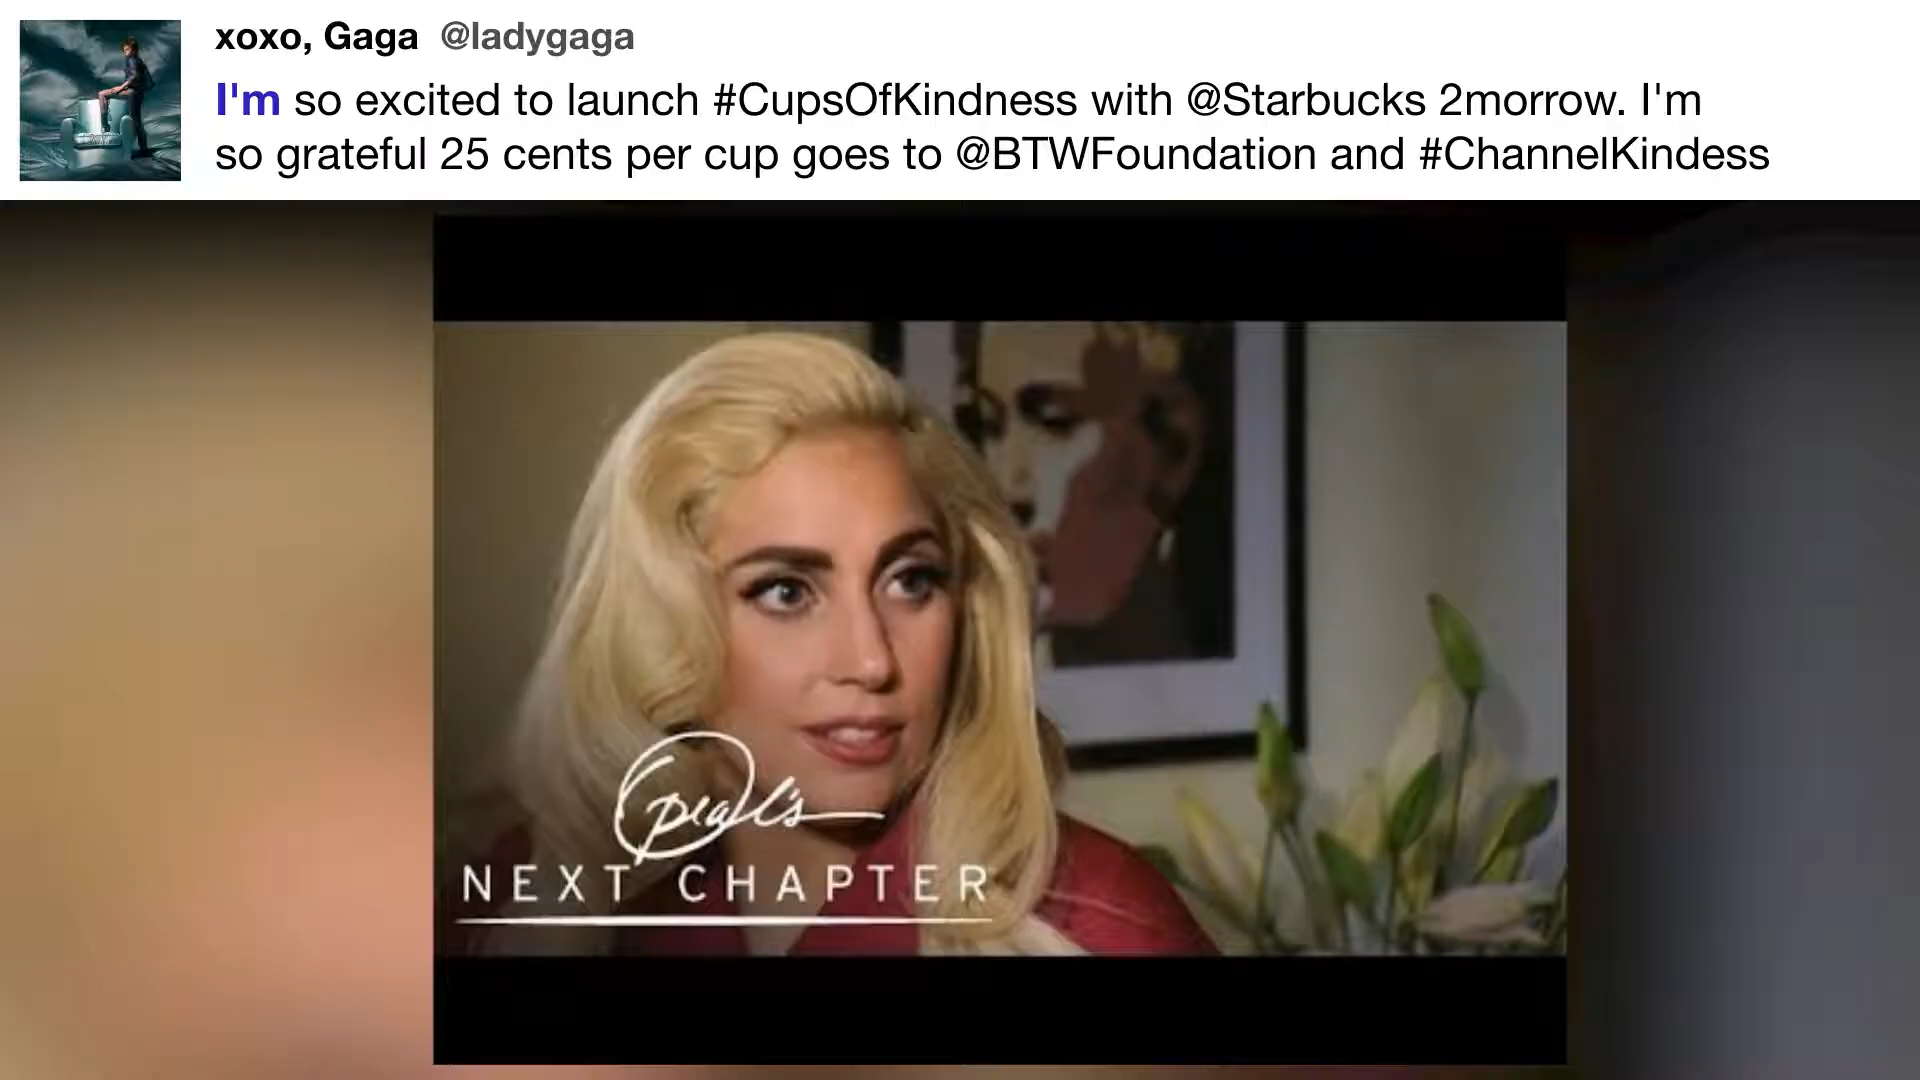 xoxo, Gaga @ladygaga
I'm so excited to launch #CupsOfKindness with @Starbucks 2morrow. I'm
so grateful 25 cents per cup goes to @BTWFoundation and #ChannelKindess
Oprah's
NEXT CHAPTER